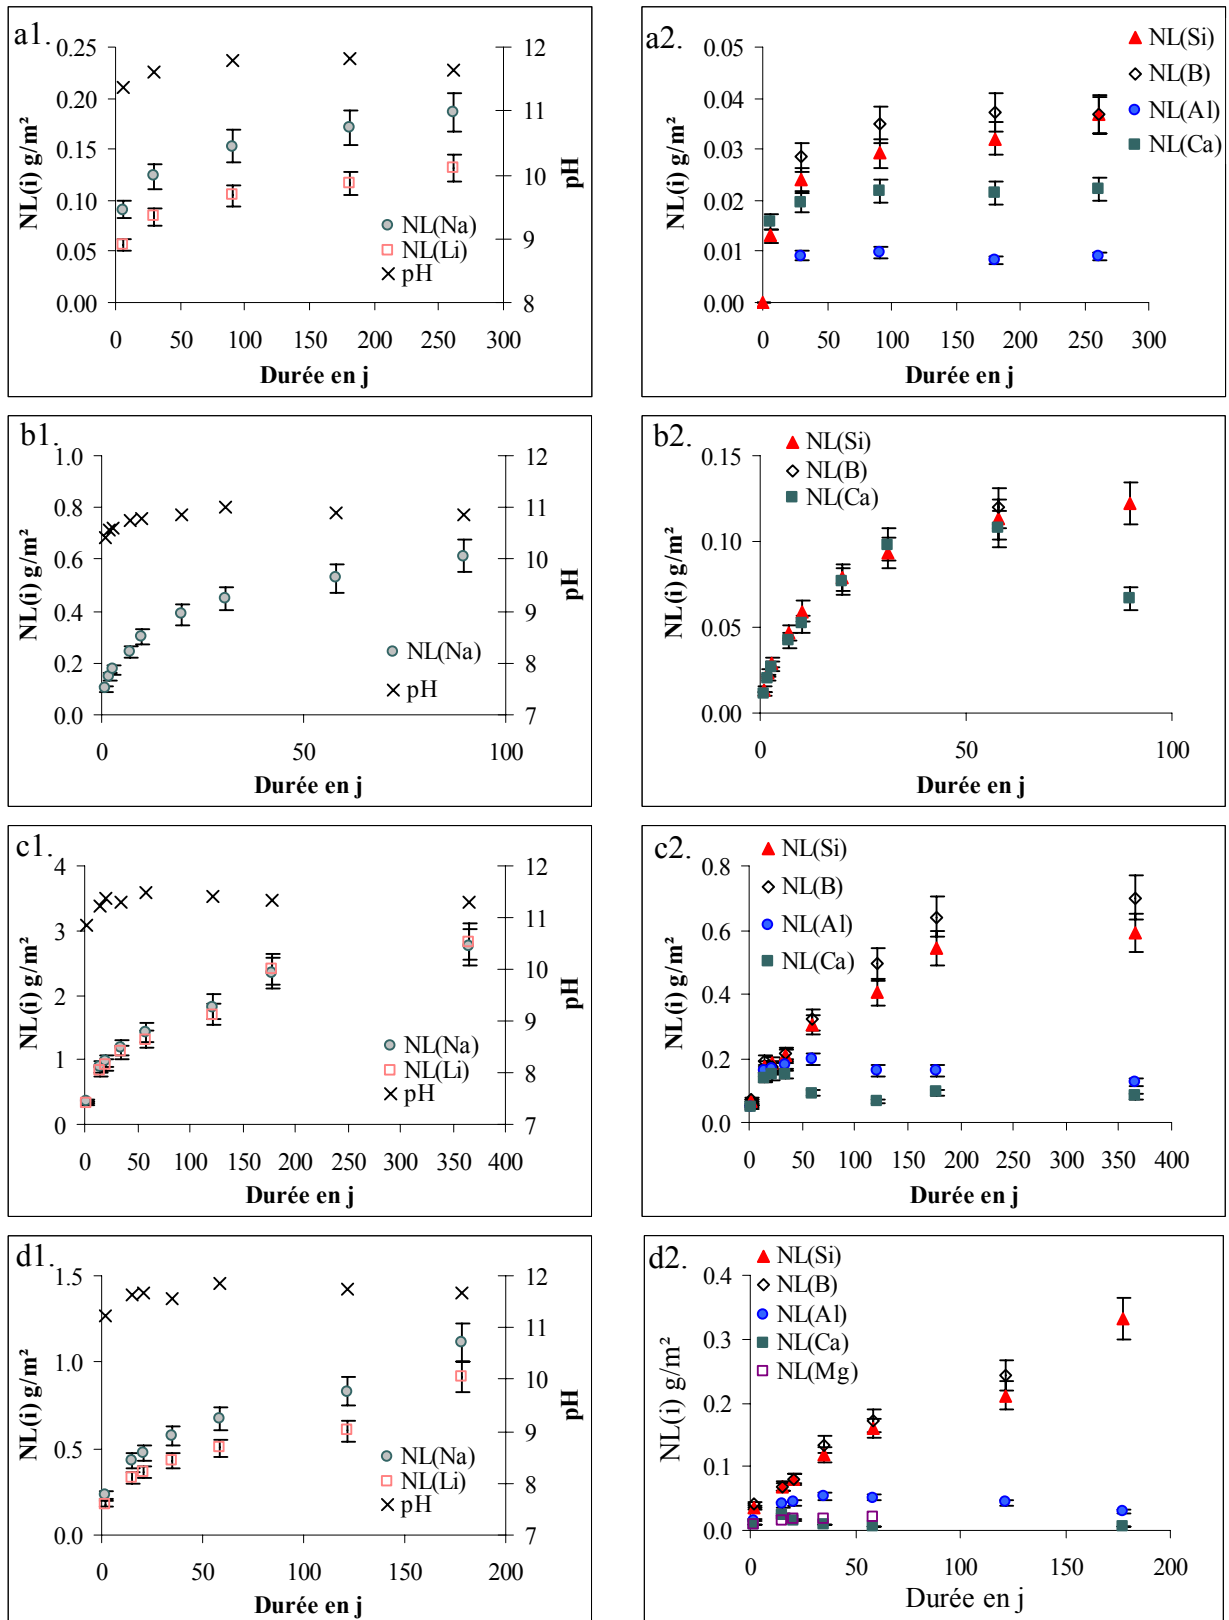 a1.
0.25
0.20
0.15
0.10
0.05
0.00
NL(i) g/m²
12
11
10
9
8
pH
NL(Na)
NL(Li)
pH
0 50 100 150 200 250 300
Durée en j
a2.
0.05
0.04
0.03
0.02
0.01
0.00
NL(i) g/m²
NL(Si)
NL(B)
NL(Al)
NL(Ca)
0 50 100 150 200 250 300
Durée en j
b1.
1.0
0.8
0.6
0.4
0.2
0.0
NL(i) g/m²
12
11
10
9
8
7
pH
NL(Na)
pH
0 50 100
Durée en j
b2.
NL(Si)
NL(B)
NL(Ca)
0.15
0.10
0.05
0.00
NL(i) g/m²
0 50 100
Durée en j
c1.
4
3
2
1
0
NL(i) g/m²
12
11
10
9
8
7
pH
NL(Na)
NL(Li)
pH
0 50 100 150 200 250 300 350 400
Durée en j
c2.
NL(Si)
NL(B)
NL(Al)
NL(Ca)
0.8
0.6
0.4
0.2
0.0
NL(i) g/m²
0 50 100 150 200 250 300 350 400
Durée en j
d1.
1.5
1.0
0.5
0.0
NL(i) g/m²
12
11
10
9
8
7
pH
NL(Na)
NL(Li)
pH
0 50 100 150 200
Durée en j
d2.
NL(Si)
NL(B)
NL(Al)
NL(Ca)
NL(Mg)
0.4
0.3
0.2
0.1
0.0
NL(i) g/m²
0 50 100 150 200
Durée en j